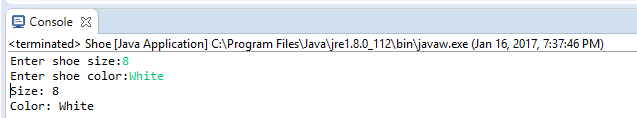 Console
<terminated> Shoe [Java Application] C:\Program Files\Java\jre1.8.0_112\bin\javaw.exe (Jan 16, 2017, 7:37:46 PM)
Enter shoe size:8
Enter shoe color:White
Size: 8
Color: White